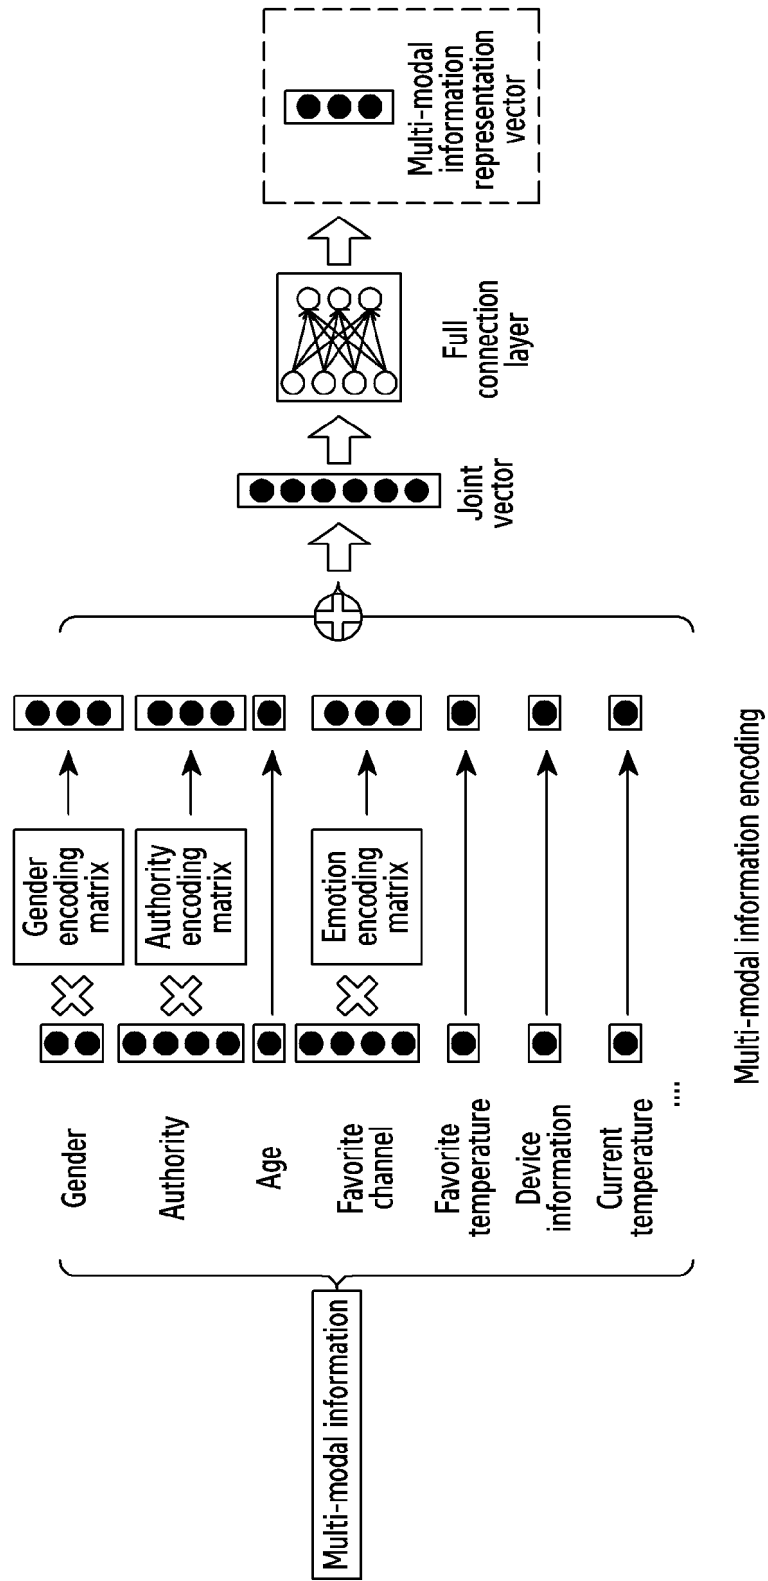 Multi-modal information
Gender
Authority
Age
Favorite
channel
Favorite
temperature
Device
information
Current
temperature
....
Gender
encoding
matrix
Authority
encoding
matrix
Emotion
encoding
matrix
Joint
vector
Full
connection
layer
Multi-modal
information
representation
vector
Multi-modal information encoding